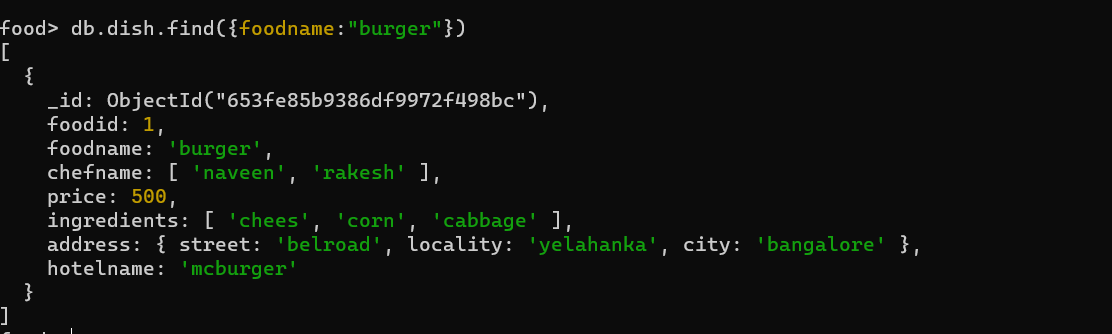 food> db.dish.find({foodname:"burger"})
[
  {
    _id: ObjectId("653fe85b9386df9972f498bc"),
    foodid: 1,
    foodname: 'burger',
    chefname: [ 'naveen', 'rakesh' ],
    price: 500,
    ingredients: [ 'chees', 'corn', 'cabbage' ],
    address: { street: 'belroad', locality: 'yelahanka', city: 'bangalore' },
    hotelname: 'mcburger'
  }
]